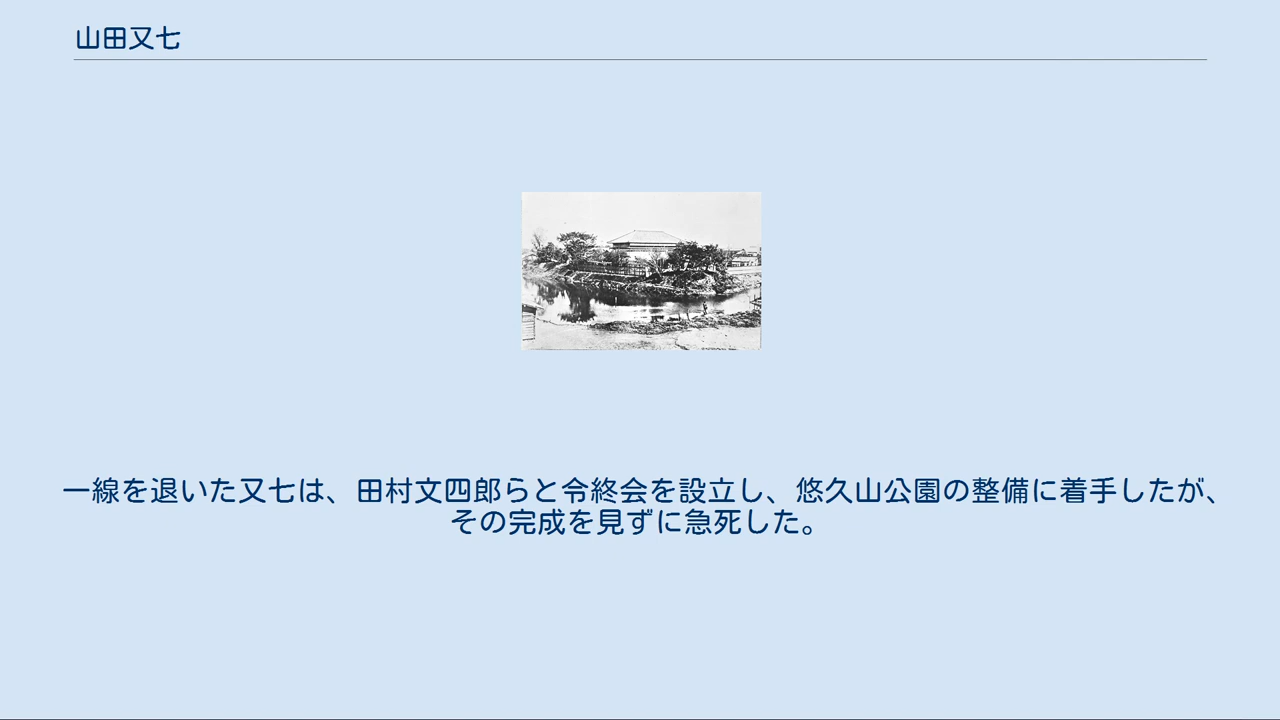 山田又七
一線を退いた又七は、田村文四郎らと令終会を設立し、悠久山公園の整備に着手したが、
その完成を見ずに急死した。